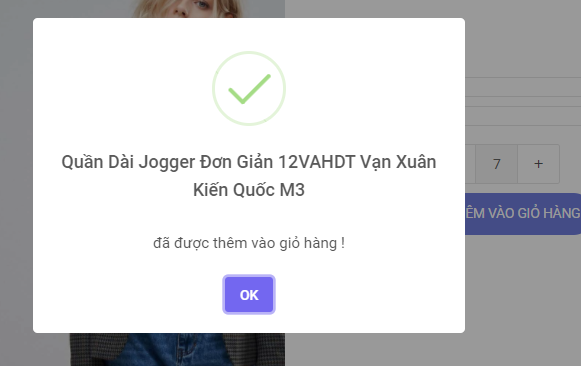 Quần Dài Jogger Đơn Giản 12VAHDT Vạn Xuân
Kiến Quốc M3
7 +
ÊM VÀO GIỎ HÀNG
đã được thêm vào giỏ hàng !
OK